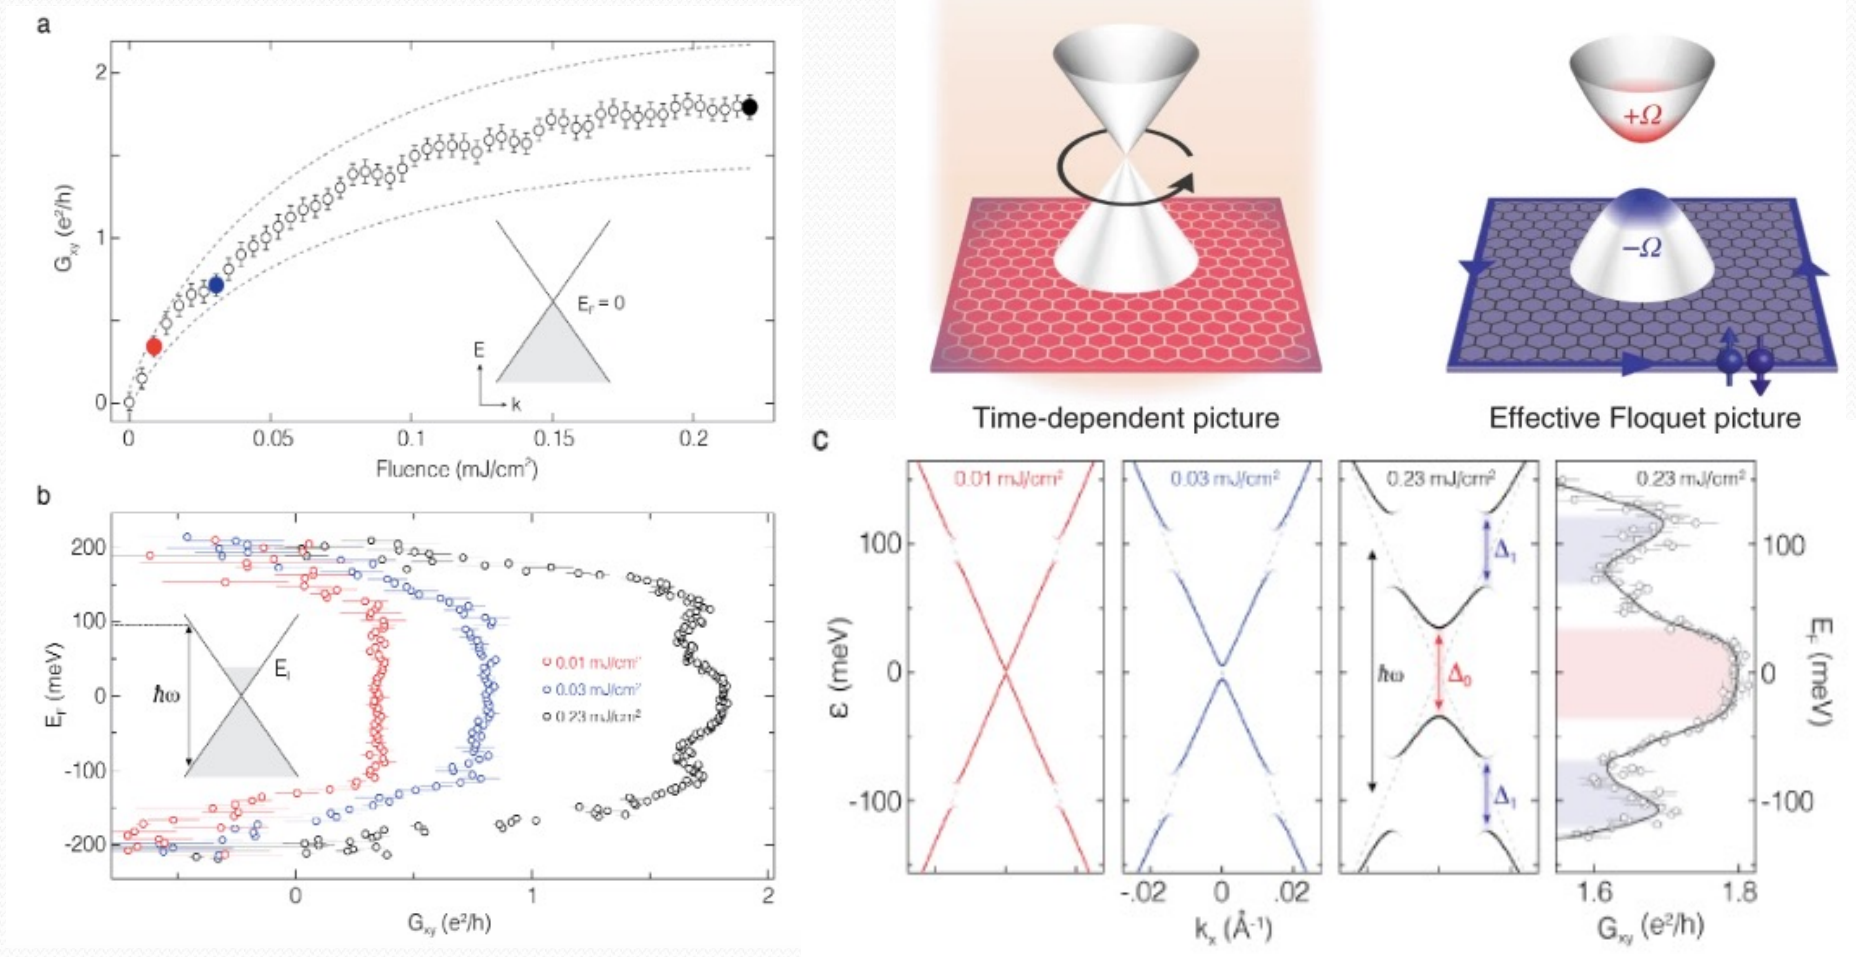 a
2
1
0
G_xy (e²/h)
0
0.05
0.1
0.15
0.2
Fluence (mJ/cm²)
E_F = 0
E
k
+Ω
−Ω
Time-dependent picture
Effective Floquet picture
b
200
100
0
-100
-200
E_F (meV)
ħω
0.01 mJ/cm²
0.03 mJ/cm²
0.23 mJ/cm²
0
1
2
G_xy (e²/h)
c
0.01 mJ/cm²
0.03 mJ/cm²
0.23 mJ/cm²
0.23 mJ/cm²
100
0
-100
ε (meV)
ħω
Δ₀
Δ₁
Δ₁
100
0
-100
E_F (meV)
-.02
0
.02
k_x (Å⁻¹)
1.6
1.8
G_xy (e²/h)